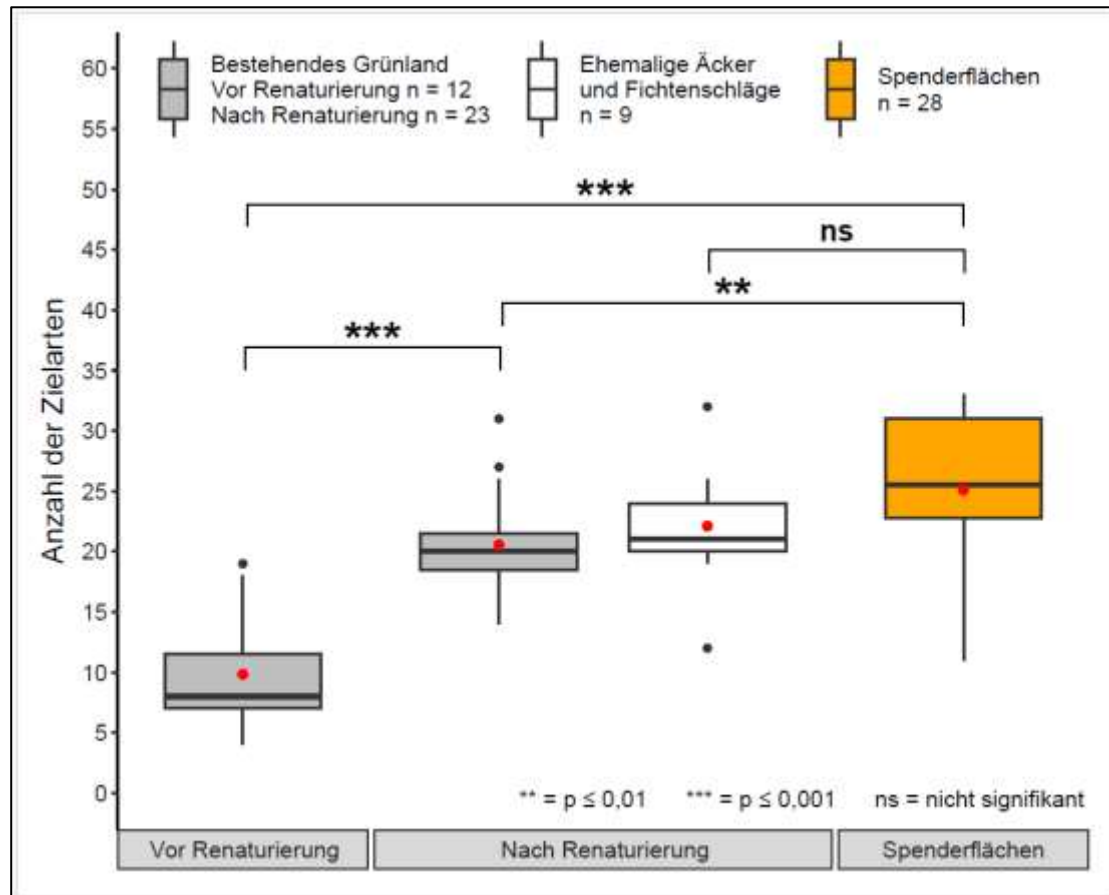 Bestehendes Grünland
Vor Renaturierung n = 12
Nach Renaturierung n = 23
Ehemalige Äcker
und Fichtenschläge
n = 9
Spenderflächen
n = 28
Anzahl der Zielarten
60
55
50
45
40
35
30
25
20
15
10
5
0
***
ns
**
***
** = p ≤ 0,01
*** = p ≤ 0,001
ns = nicht signifikant
Vor Renaturierung
Nach Renaturierung
Spenderflächen